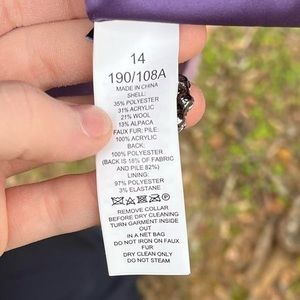 14
190/108A
MADE IN CHINA
SHELL:
35% POLYESTER
31% ACRYLIC
21% WOOL
13% ALPACA
FAUX FUR: PILE:
100% ACRYLIC
BACK:
100% POLYESTER
(BACK IS 18% OF FABRIC
AND PILE 82%)
LINING:
97% POLYESTER
3% ELASTANE
REMOVE COLLAR
BEFORE DRY CLEANING
TURN GARMENT INSIDE
OUT
IN A NET BAG
DO NOT IRON ON FAUX
FUR
DRY CLEAN ONLY
DO NOT STEAM